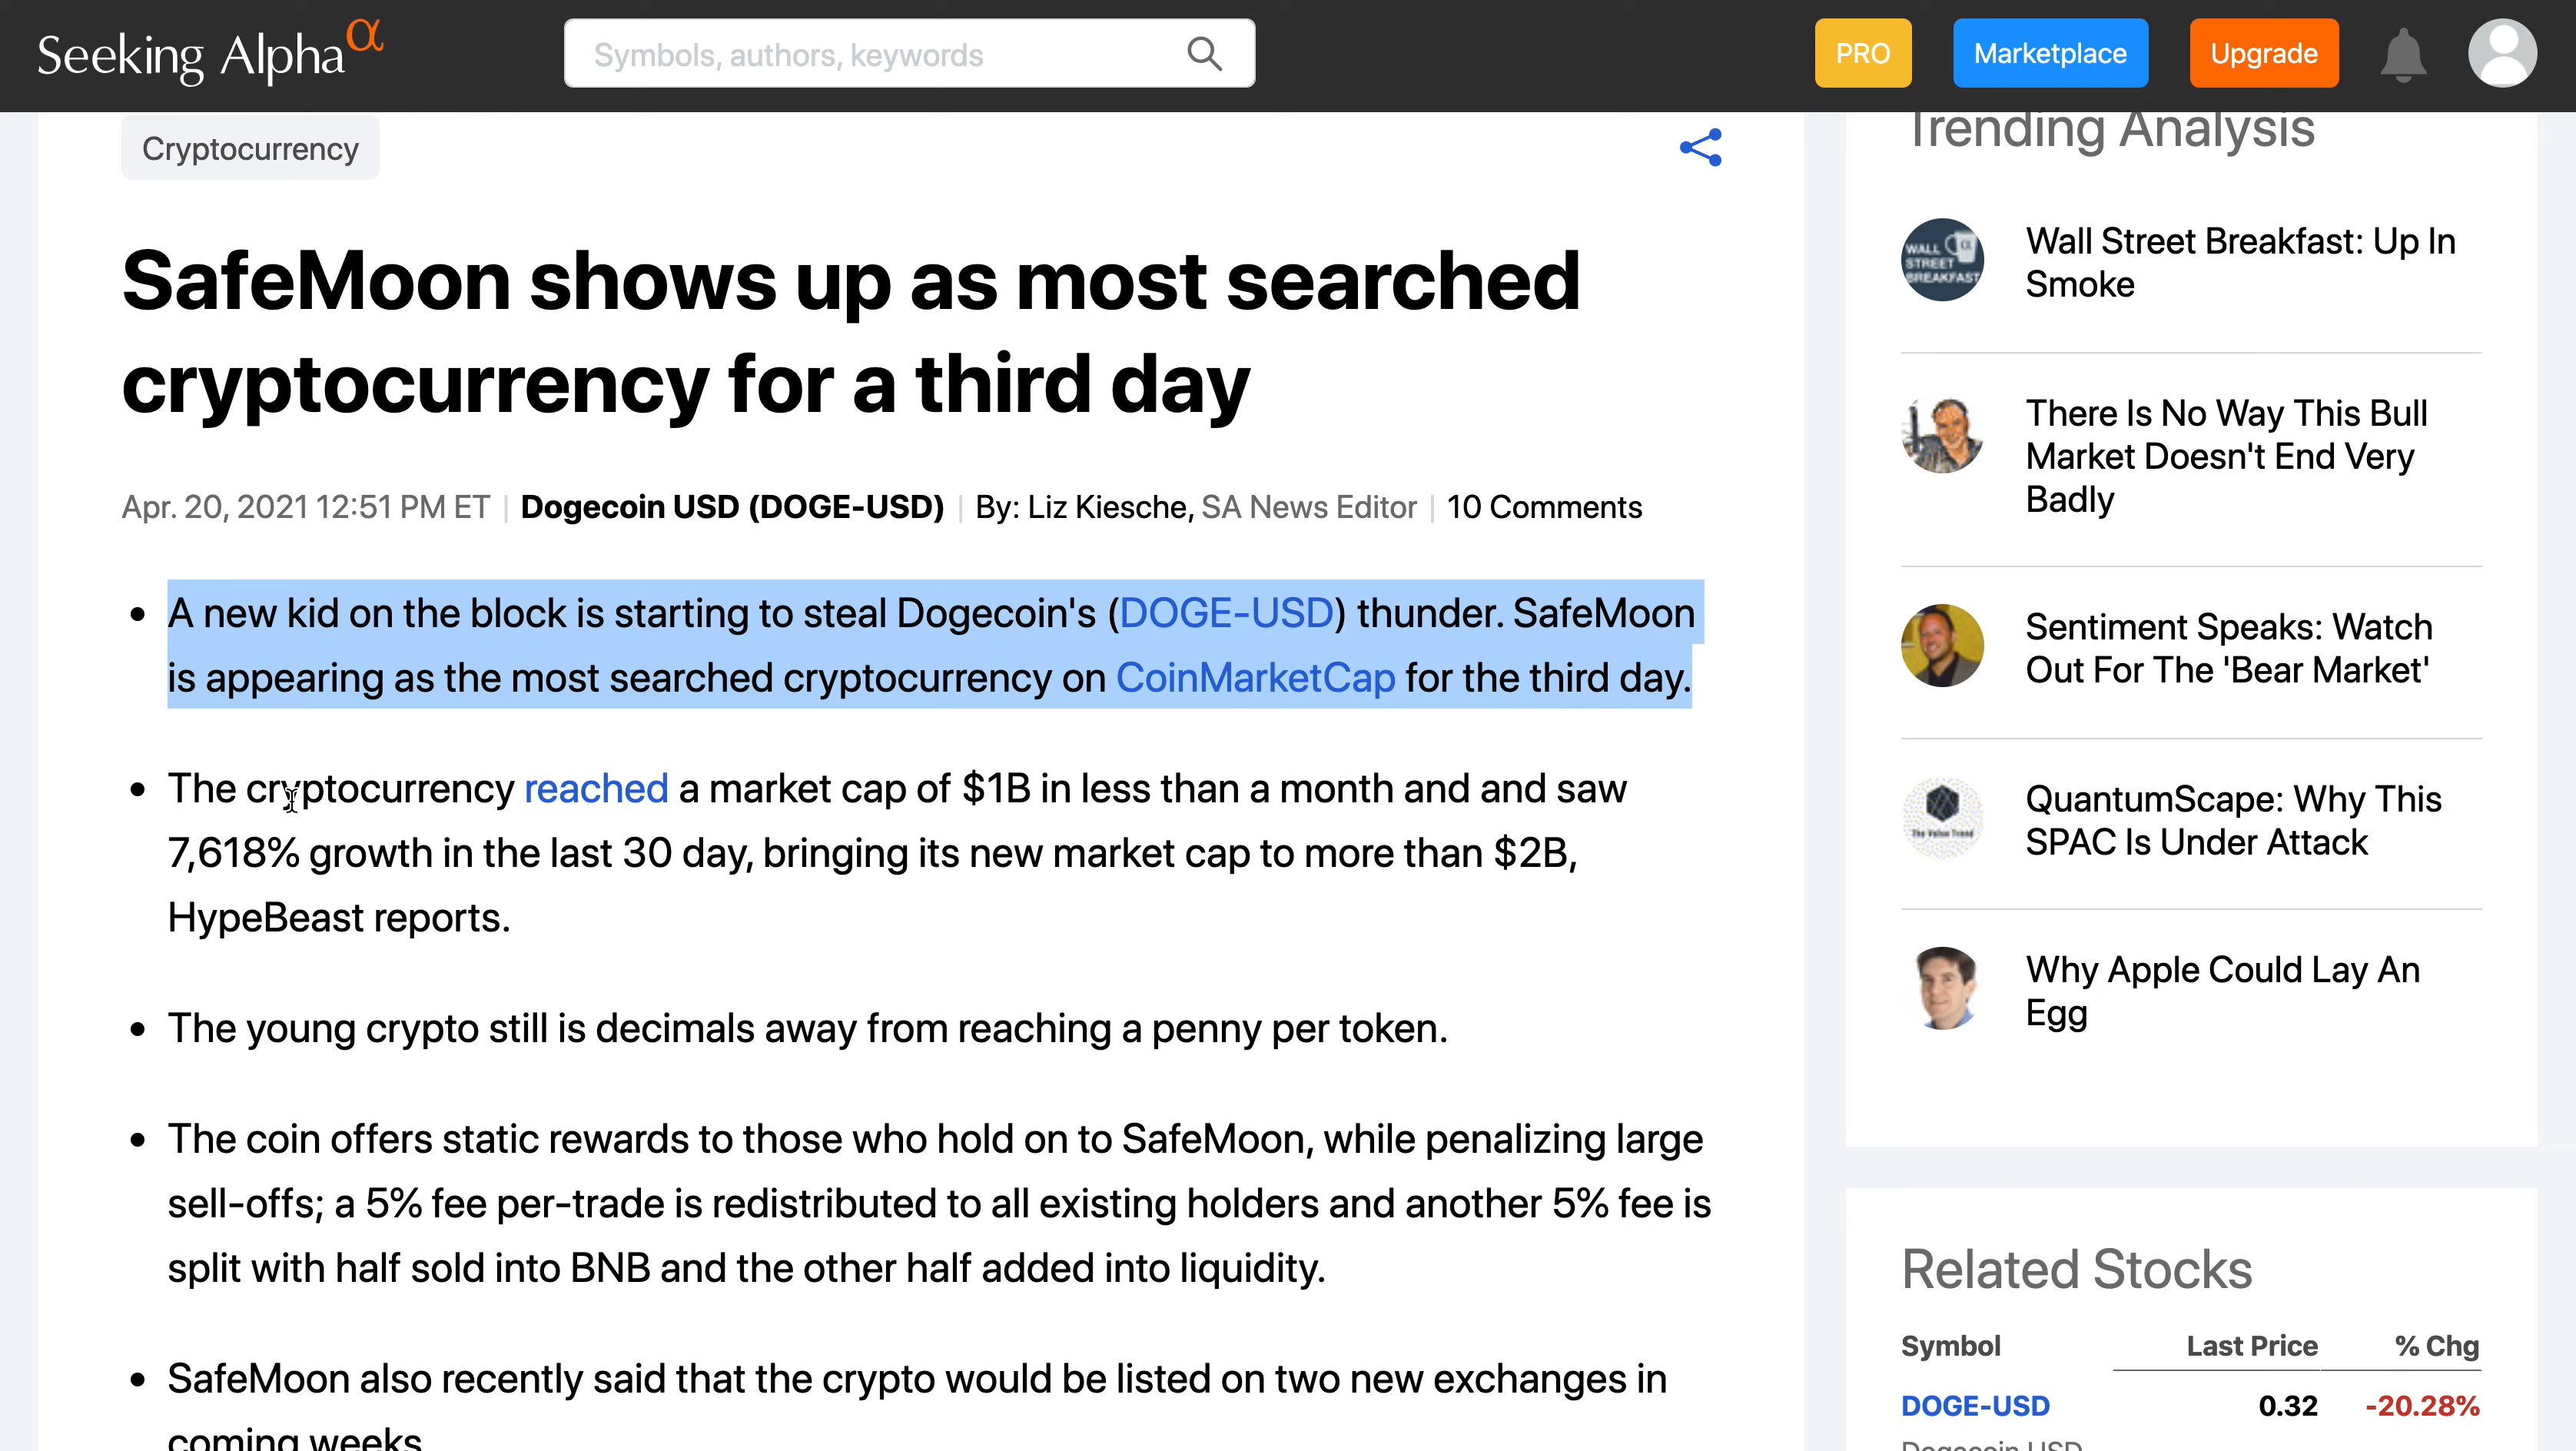 Seeking Alpha α
Symbols, authors, keywords
PRO
Marketplace
Upgrade
Cryptocurrency
SafeMoon shows up as most searched
cryptocurrency for a third day
Apr. 20, 2021 12:51 PM ET | Dogecoin USD (DOGE-USD) | By: Liz Kiesche, SA News Editor | 10 Comments
• A new kid on the block is starting to steal Dogecoin's (DOGE-USD) thunder. SafeMoon
is appearing as the most searched cryptocurrency on CoinMarketCap for the third day.
• The cryptocurrency reached a market cap of $1B in less than a month and and saw
7,618% growth in the last 30 day, bringing its new market cap to more than $2B,
HypeBeast reports.
• The young crypto still is decimals away from reaching a penny per token.
• The coin offers static rewards to those who hold on to SafeMoon, while penalizing large
sell-offs; a 5% fee per-trade is redistributed to all existing holders and another 5% fee is
split with half sold into BNB and the other half added into liquidity.
• SafeMoon also recently said that the crypto would be listed on two new exchanges in
coming weeks
Trending Analysis
WALL
STREET
BREAKFAST
Wall Street Breakfast: Up In
Smoke
There Is No Way This Bull
Market Doesn't End Very
Badly
Sentiment Speaks: Watch
Out For The 'Bear Market'
The Value Trend
QuantumScape: Why This
SPAC Is Under Attack
Why Apple Could Lay An
Egg
Related Stocks
Symbol Last Price % Chg
DOGE-USD 0.32 -20.28%
Dogecoin USD